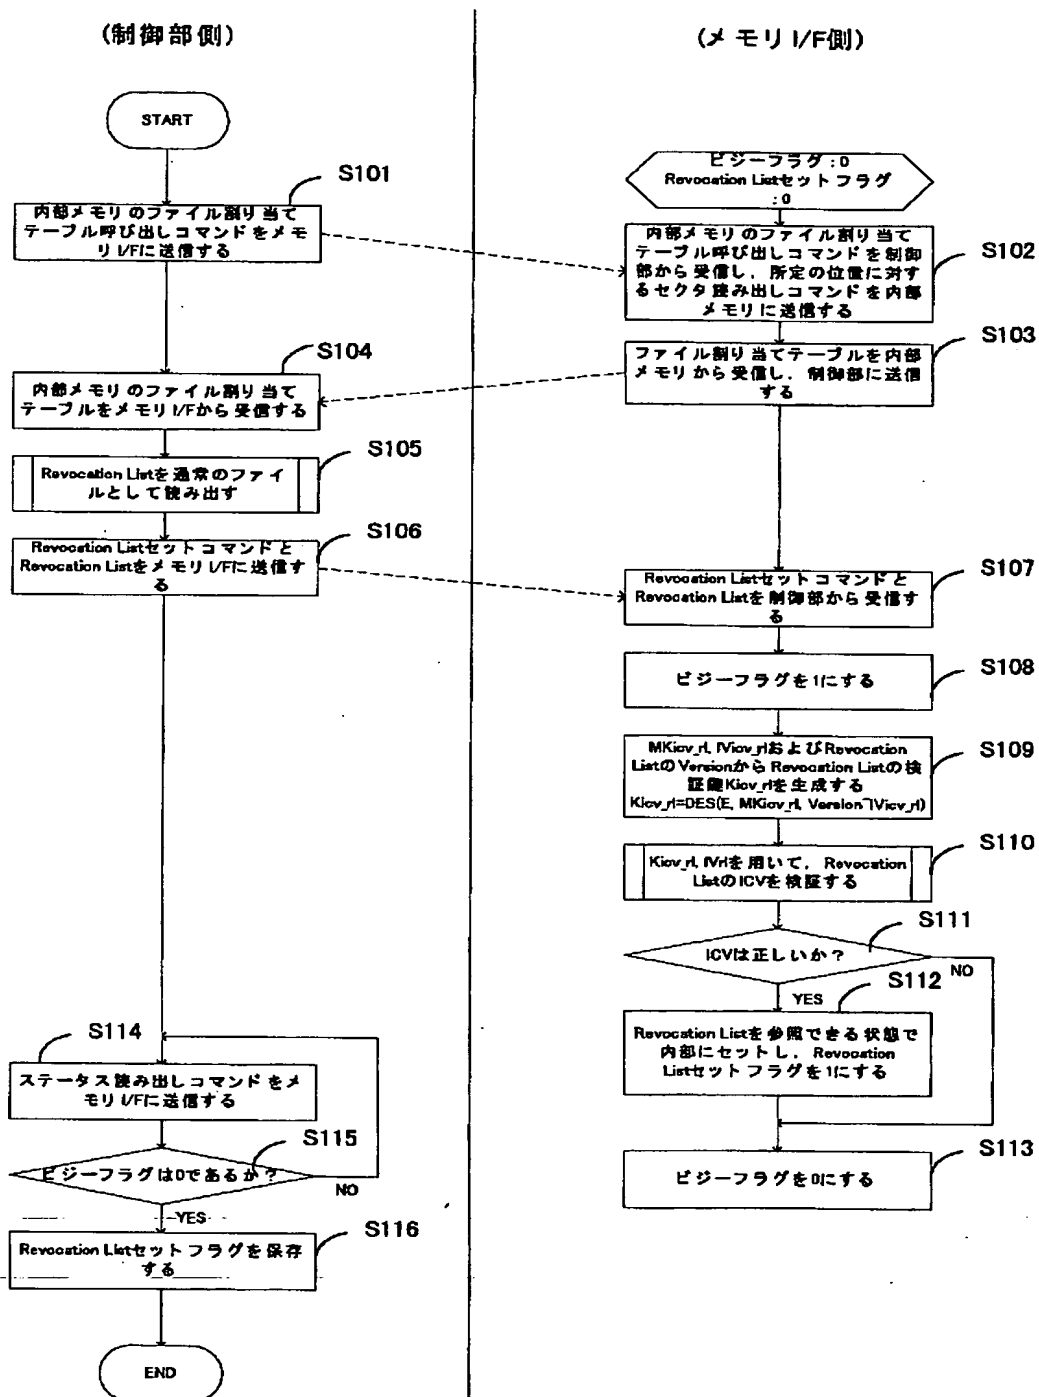 (制御部側)
START
S101
内部メモリのファイル割り当て
テーブル呼び出しコマンドをメモ
リI/Fに送信する
S104
内部メモリのファイル割り当て
テーブルをメモリI/Fから受信する
S105
Revocation Listを通常のファイ
ルとして読み出す
S106
Revocation Listセットコマンドと
Revocation ListをメモリI/Fに送信す
る
S114
ステータス読み出しコマンドをメ
モリI/Fに送信する
S115
ビジーフラグは0であるか?
NO
YES
S116
Revocation Listセットフラグを保存
する
END
(メモリI/F側)
ビジーフラグ:0
Revocation Listセットフラグ
:0
S102
内部メモリのファイル割り当て
テーブル呼び出しコマンドを制御
部から受信し、所定の位置に対す
るセクタ読み出しコマンドを内部
メモリに送信する
S103
ファイル割り当てテーブルを内部
メモリから受信し、制御部に送信
する
S107
Revocation Listセットコマンドと
Revocation Listを制御部から受信す
る
S108
ビジーフラグを1にする
S109
MKicv_rl, IVicv_rlおよびRevocation
ListのVersionからRevocation Listの検
証鍵Kicv_rlを生成する
Kicv_rl=DES(E, MKicv_rl, Version^IVicv_rl)
S110
Kicv_rl, IVrlを用いて、Revocation
ListのICVを検証する
S111
ICVは正しいか?
NO
YES
S112
Revocation Listを参照できる状態で
内部にセットし、Revocation
Listセットフラグを1にする
S113
ビジーフラグを0にする